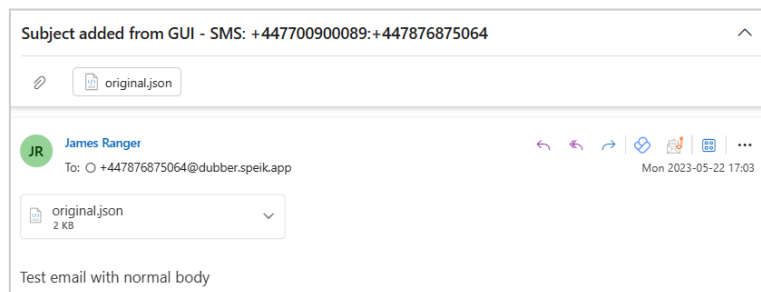 Subject added from GUI - SMS: +447700900089:+447876875064
original.json
JR
James Ranger
To: +447876875064@dubber.speik.app
Mon 2023-05-22 17:03
original.json
2 KB
Test email with normal body